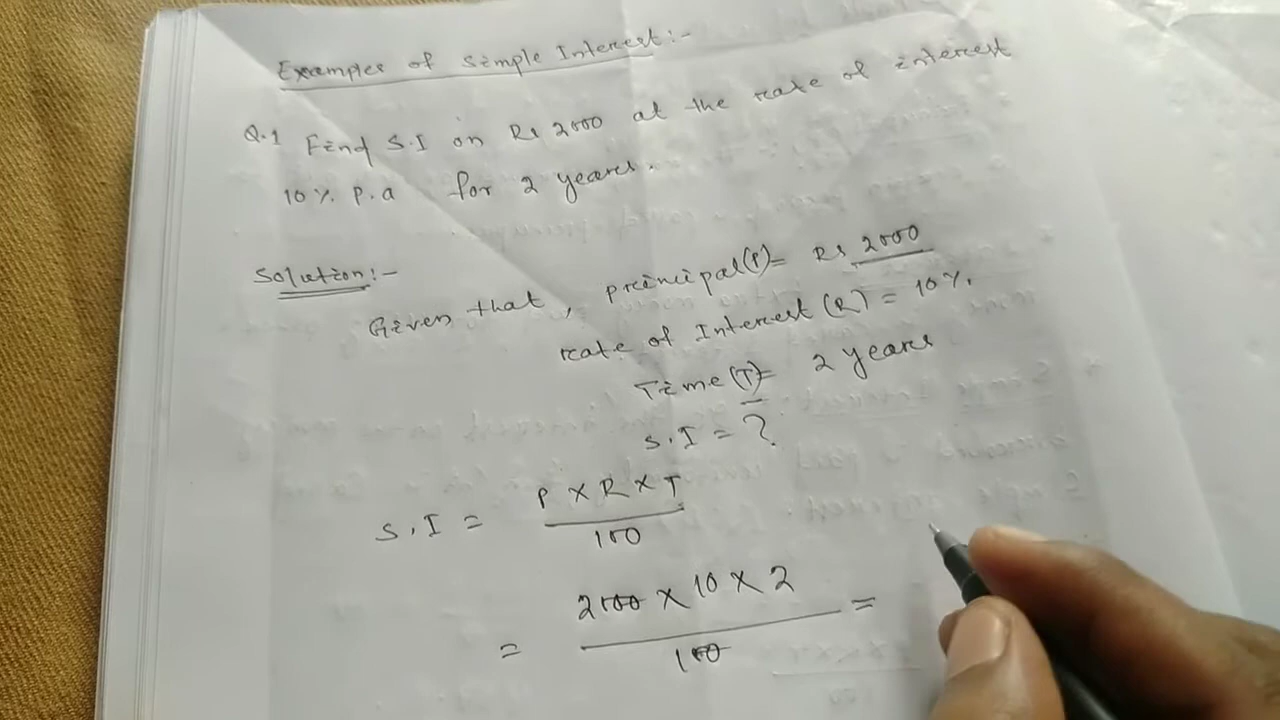 Examples of Simple Interest:-
Q.1 Find S.I on Rs 2000 at the rate of interest
10% p.a for 2 years.
Solution:-
Given that, principal(P)= Rs 2000
rate of Interest (R) = 10%.
Time(T)= 2 years
S.I = ?
S.I = P × R × T
100
= 2000 × 10 × 2 =
100